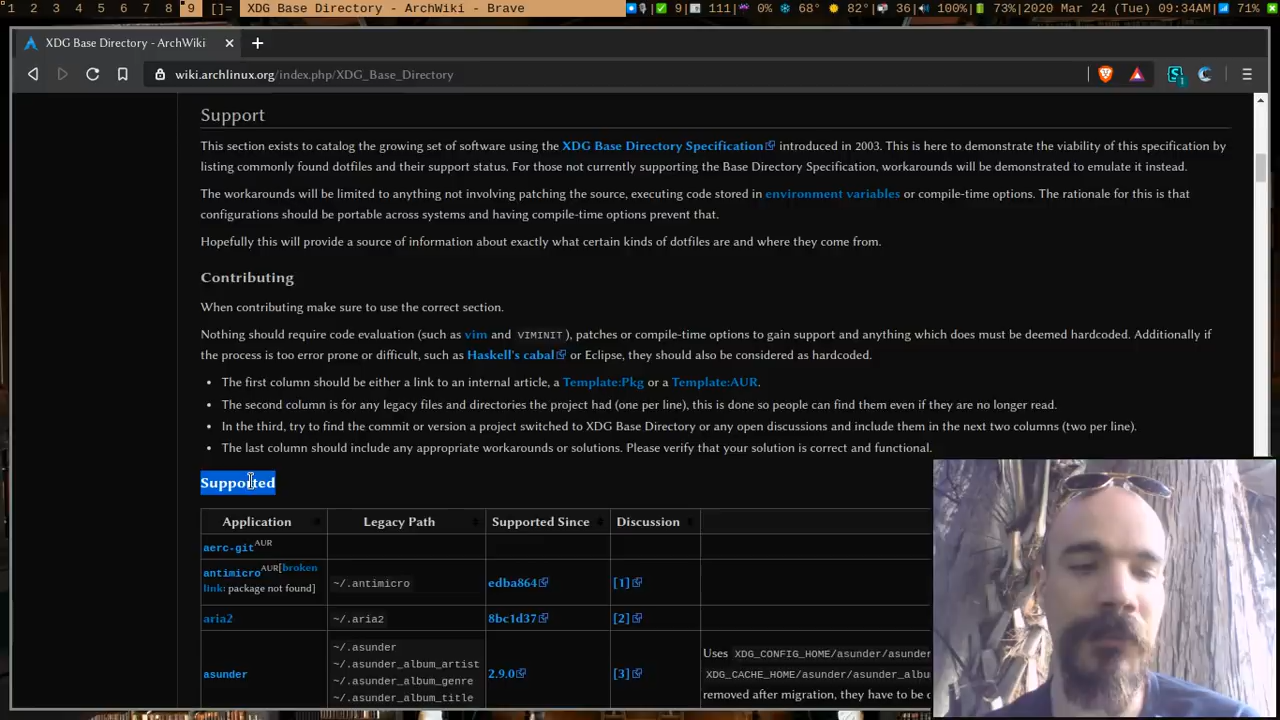 1 2 3 4 5 6 7 8 9 []= XDG Base Directory - ArchWiki - Brave 9 111 0% 68° 82° 36 100% 73% 2020 Mar 24 (Tue) 09:34AM 71%
XDG Base Directory - ArchWiki
wiki.archlinux.org/index.php/XDG_Base_Directory
Support
This section exists to catalog the growing set of software using the XDG Base Directory Specification introduced in 2003. This is here to demonstrate the viability of this specification by
listing commonly found dotfiles and their support status. For those not currently supporting the Base Directory Specification, workarounds will be demonstrated to emulate it instead.
The workarounds will be limited to anything not involving patching the source, executing code stored in environment variables or compile-time options. The rationale for this is that
configurations should be portable across systems and having compile-time options prevent that.
Hopefully this will provide a source of information about exactly what certain kinds of dotfiles are and where they come from.
Contributing
When contributing make sure to use the correct section.
Nothing should require code evaluation (such as vim and VIMINIT), patches or compile-time options to gain support and anything which does must be deemed hardcoded. Additionally if
the process is too error prone or difficult, such as Haskell's cabal or Eclipse, they should also be considered as hardcoded.
• The first column should be either a link to an internal article, a Template:Pkg or a Template:AUR.
• The second column is for any legacy files and directories the project had (one per line), this is done so people can find them even if they are no longer read.
• In the third, try to find the commit or version a project switched to XDG Base Directory or any open discussions and include them in the next two columns (two per line).
• The last column should include any appropriate workarounds or solutions. Please verify that your solution is correct and functional.
Supported
Application Legacy Path Supported Since Discussion
aerc-git AUR
antimicro AUR[broken
link: package not found] ~/.antimicro edba864 [1]
aria2 ~/.aria2 8bc1d37 [2]
asunder ~/.asunder
~/.asunder_album_artist
~/.asunder_album_genre
~/.asunder_album_title
2.9.0 [3]
Uses XDG_CONFIG_HOME/asunder/asunder
XDG_CACHE_HOME/asunder/asunder_albu
removed after migration, they have to be d